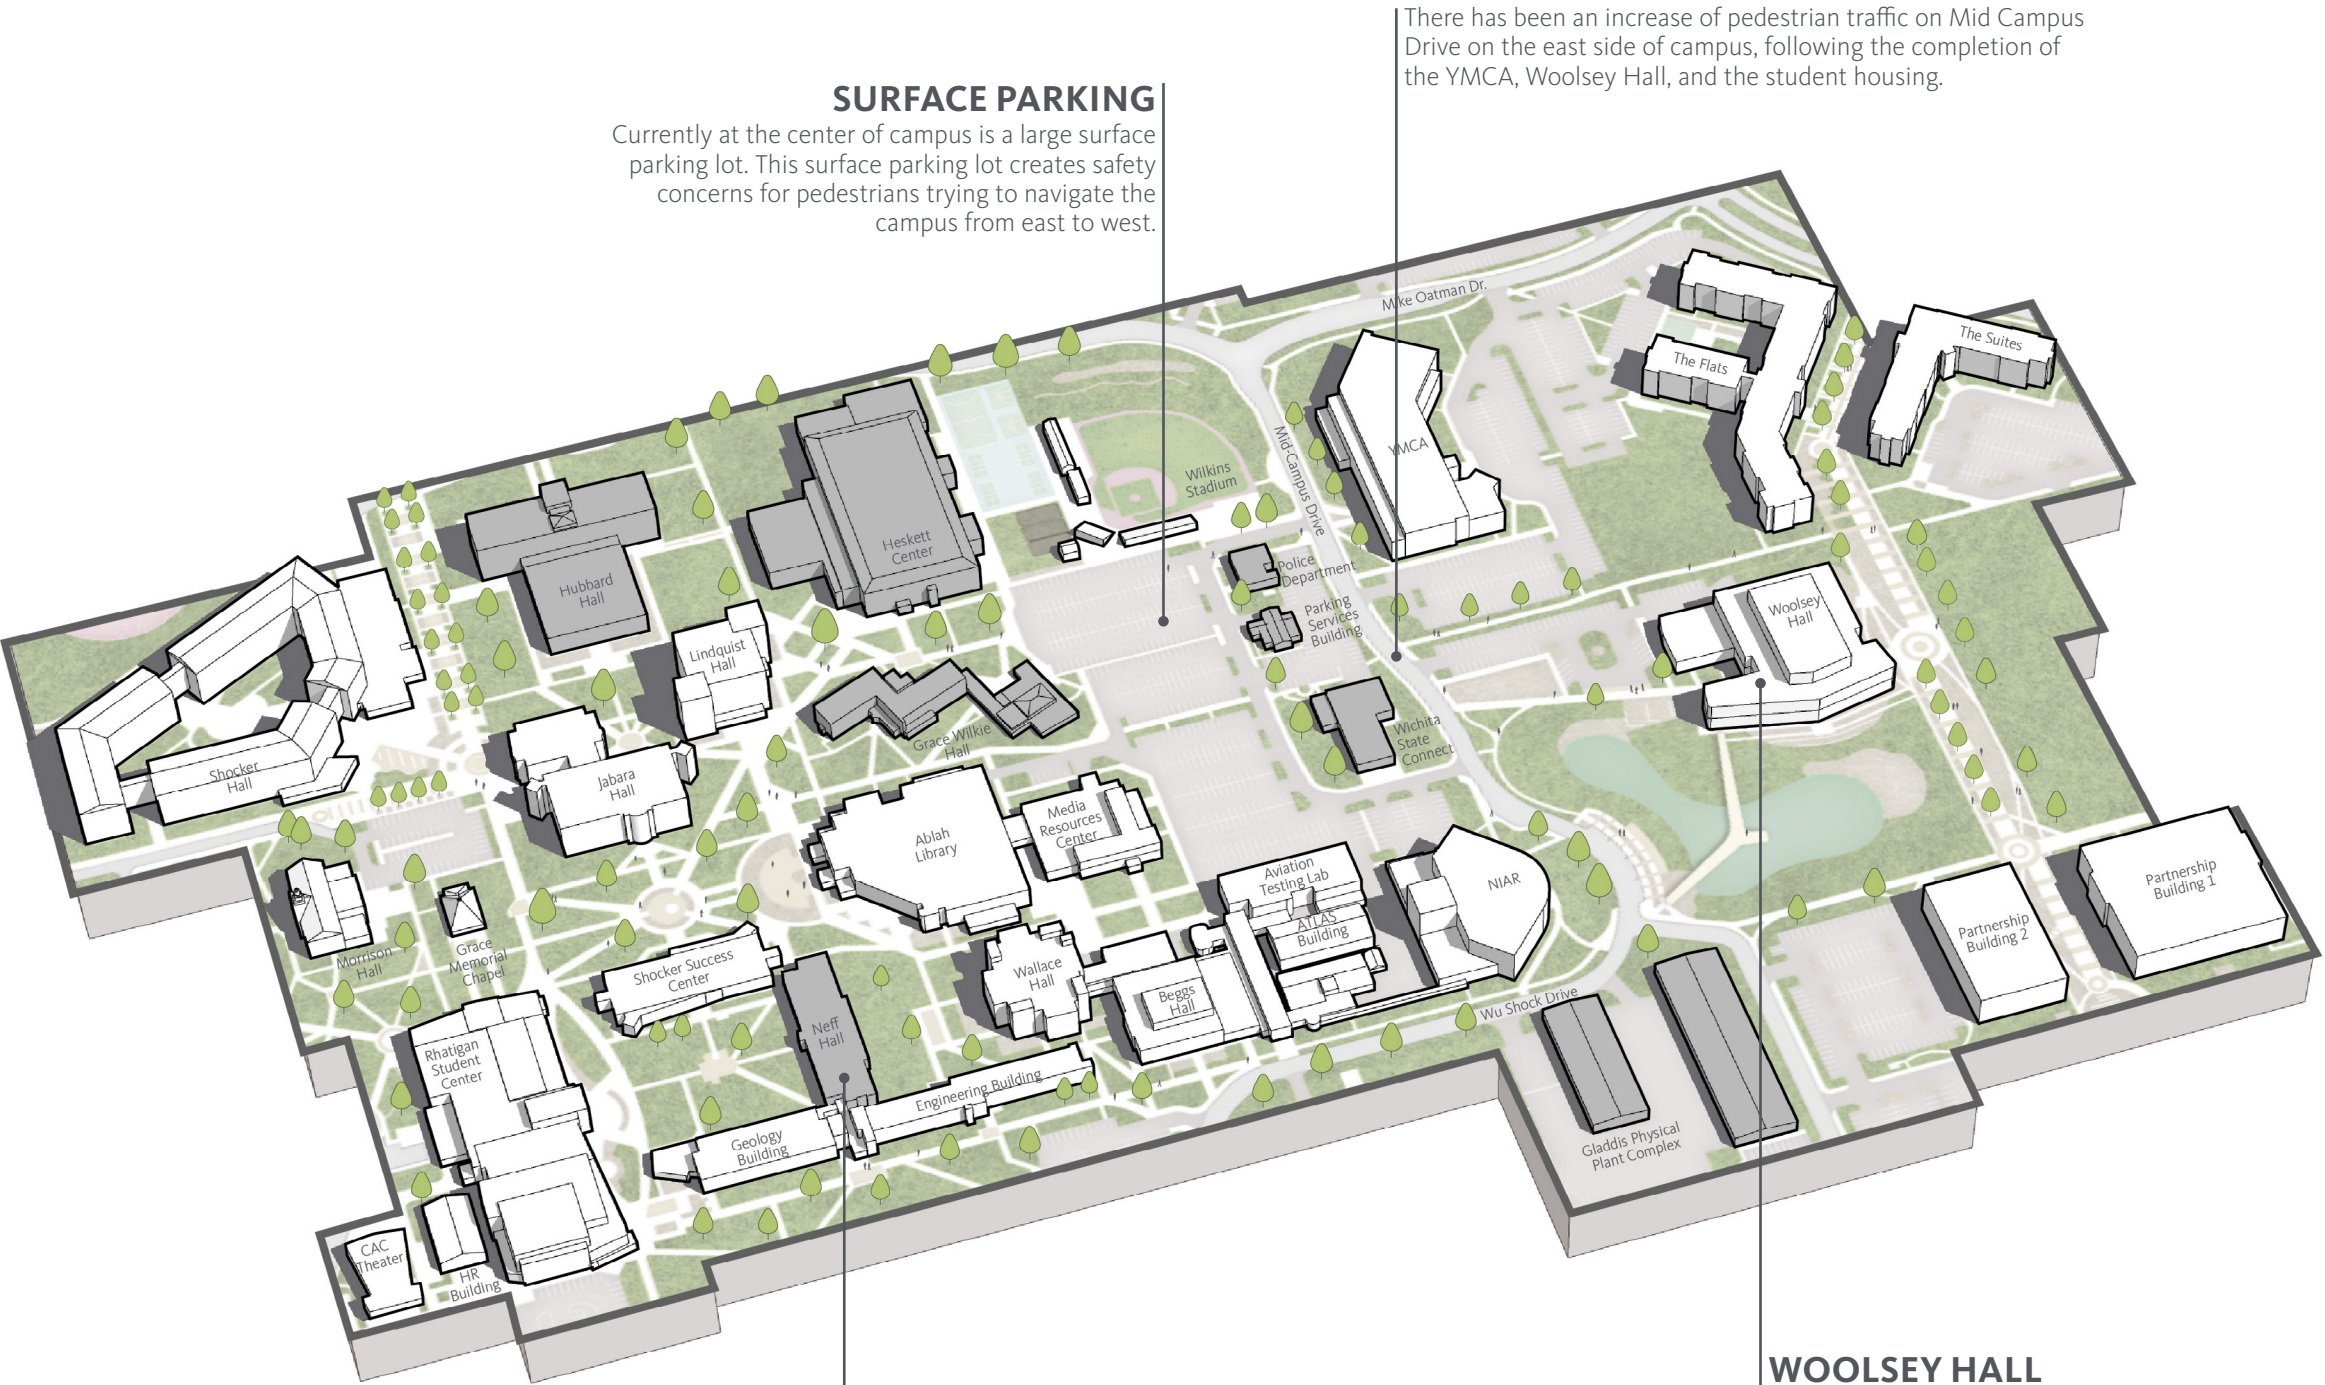 There has been an increase of pedestrian traffic on Mid Campus
Drive on the east side of campus, following the completion of
the YMCA, Woolsey Hall, and the student housing.
SURFACE PARKING
Currently at the center of campus is a large surface
parking lot. This surface parking lot creates safety
concerns for pedestrians trying to navigate the
campus from east to west.
Mike Oatman Dr.
The Suites
The Flats
YMCA
Mid-Campus Drive
Wilkins
Stadium
Heskett
Center
Police
Department
Hubbard
Hall
Parking
Services
Building
Woolsey
Hall
Lindquist
Hall
Grace Wilkie
Hall
Wichita
State
Connect
Shocker
Hall
Jabara
Hall
Ablah
Library
Media
Resources
Center
Aviation
Testing Lab
NIAR
Partnership
Building 1
ATLAS
Building
Partnership
Building 2
Morrison
Hall
Grace
Memorial
Chapel
Shocker Success
Center
Wallace
Hall
Beggs
Hall
Wu Shock Drive
Neff
Hall
Rhatigan
Student
Center
Engineering Building
Geology
Building
Gladdis Physical
Plant Complex
CAC
Theater
HR
Building
WOOLSEY HALL